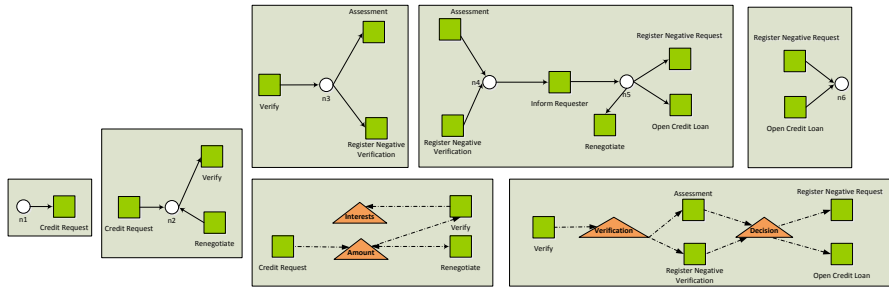 Assessment
Verify
n3
Register Negative
Verification
Assessment
n4
Register Negative
Verification
Inform Requester
n5
Register Negative Request
Renegotiate
Open Credit Loan
Register Negative Request
Open Credit Loan
n6
n1
Credit Request
Credit Request
n2
Verify
Renegotiate
Interests
Verify
Credit Request
Amount
Renegotiate
Verify
Verification
Assessment
Register Negative
Verification
Decision
Register Negative Request
Open Credit Loan